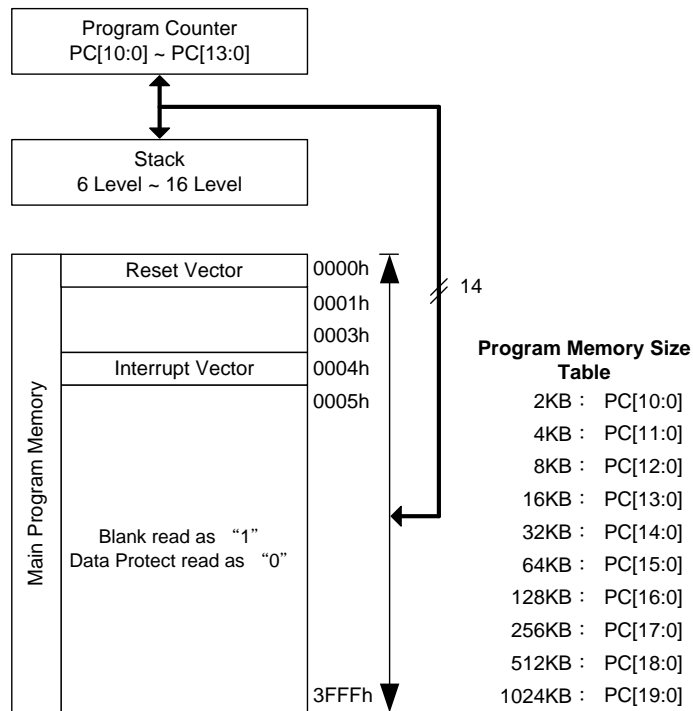 Program Counter
PC[10:0] ~ PC[13:0]
Stack
6 Level ~ 16 Level
Main Program Memory
Reset Vector
0000h
0001h
0003h
Interrupt Vector
0004h
0005h
Blank read as “1”
Data Protect read as “0”
3FFFh
14
Program Memory Size
Table
2KB： PC[10:0]
4KB： PC[11:0]
8KB： PC[12:0]
16KB： PC[13:0]
32KB： PC[14:0]
64KB： PC[15:0]
128KB： PC[16:0]
256KB： PC[17:0]
512KB： PC[18:0]
1024KB： PC[19:0]